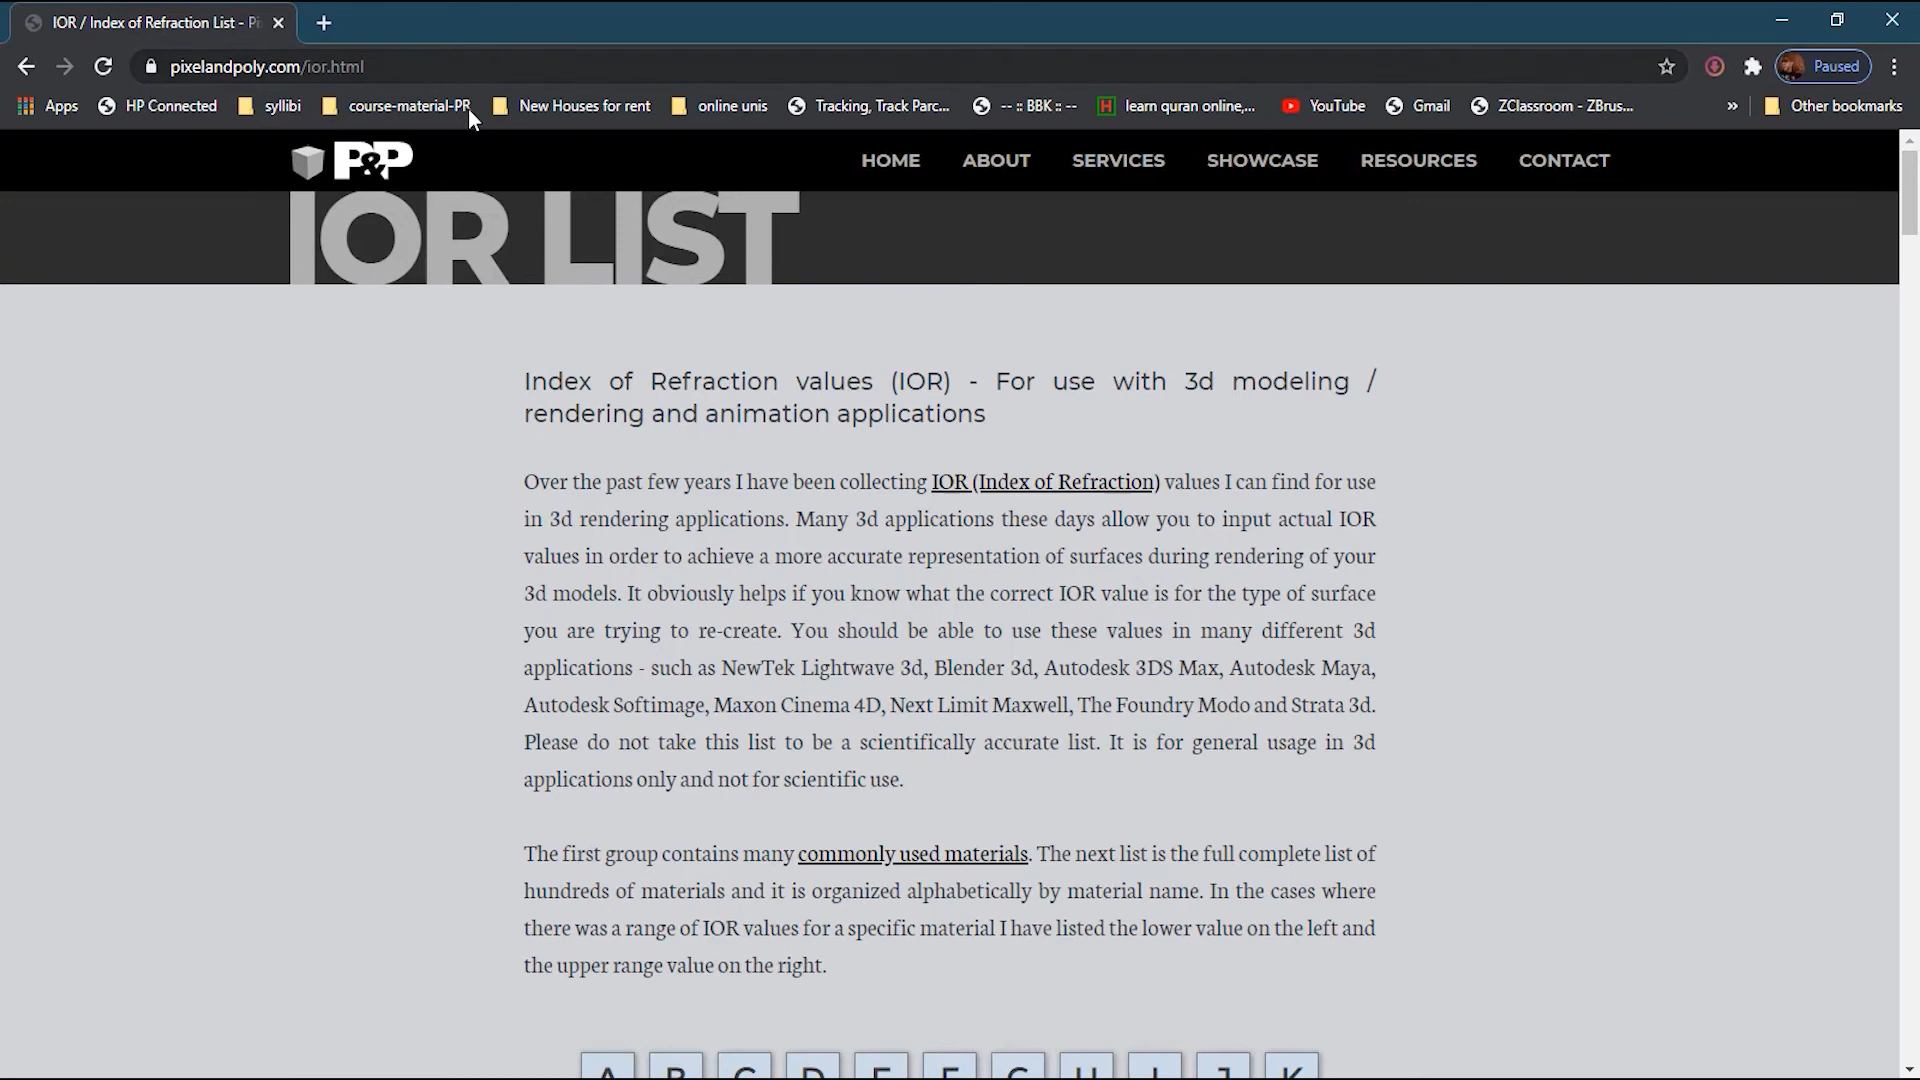 IOR / Index of Refraction List - Pi
pixelandpoly.com/ior.html
Paused
Apps
HP Connected
syllibi
course-material-PR
New Houses for rent
online unis
Tracking, Track Parc...
-- :: BBK :: --
learn quran online,...
YouTube
Gmail
ZClassroom - ZBrus...
»
Other bookmarks
P&P
HOME ABOUT SERVICES SHOWCASE RESOURCES CONTACT
IOR LIST
Index of Refraction values (IOR) - For use with 3d modeling /
rendering and animation applications
Over the past few years I have been collecting IOR (Index of Refraction) values I can find for use
in 3d rendering applications. Many 3d applications these days allow you to input actual IOR
values in order to achieve a more accurate representation of surfaces during rendering of your
3d models. It obviously helps if you know what the correct IOR value is for the type of surface
you are trying to re-create. You should be able to use these values in many different 3d
applications - such as NewTek Lightwave 3d, Blender 3d, Autodesk 3DS Max, Autodesk Maya,
Autodesk Softimage, Maxon Cinema 4D, Next Limit Maxwell, The Foundry Modo and Strata 3d.
Please do not take this list to be a scientifically accurate list. It is for general usage in 3d
applications only and not for scientific use.
The first group contains many commonly used materials. The next list is the full complete list of
hundreds of materials and it is organized alphabetically by material name. In the cases where
there was a range of IOR values for a specific material I have listed the lower value on the left and
the upper range value on the right.
A B C D E F G H I J K